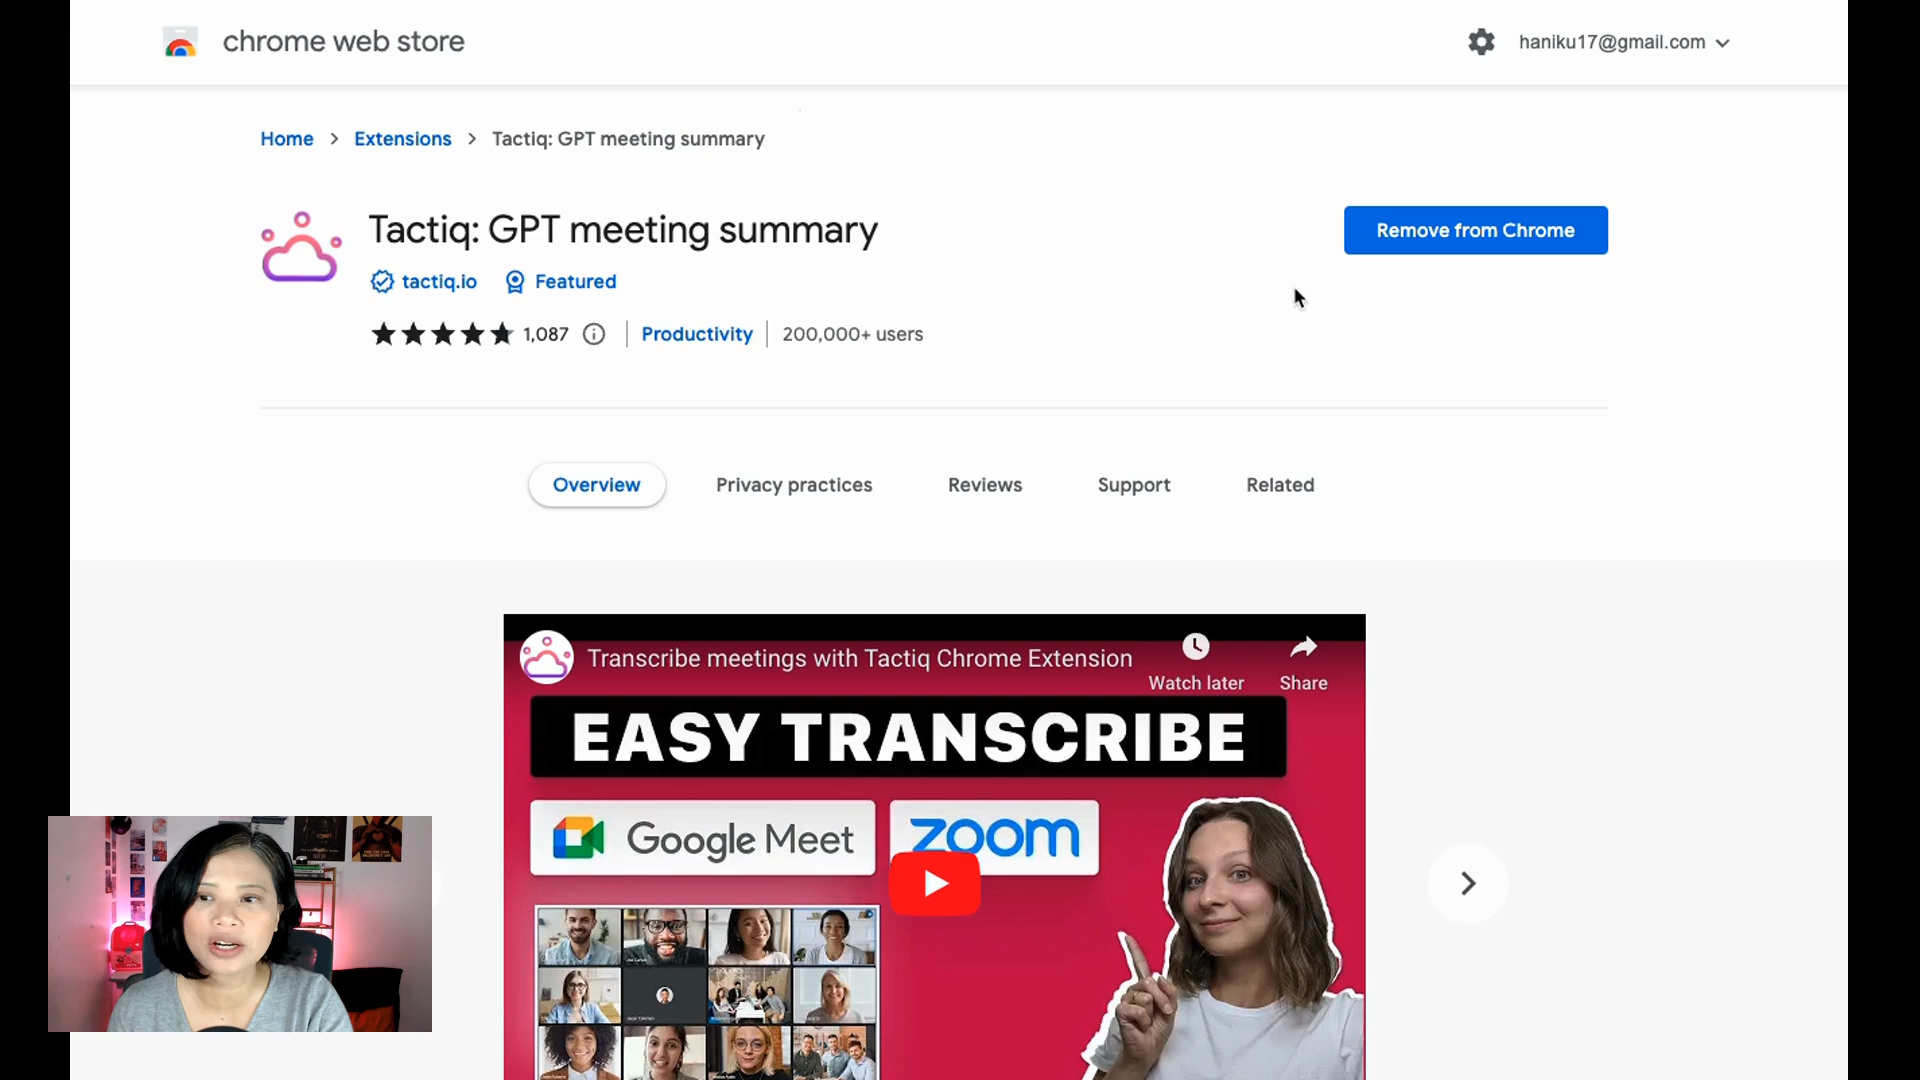 chrome web store
haniku17@gmail.com
Home > Extensions > Tactiq: GPT meeting summary
Tactiq: GPT meeting summary
Remove from Chrome
tactiq.io Featured
1,087 Productivity 200,000+ users
Overview Privacy practices Reviews Support Related
Transcribe meetings with Tactiq Chrome Extension
Watch later Share
EASY TRANSCRIBE
Google Meet zoom